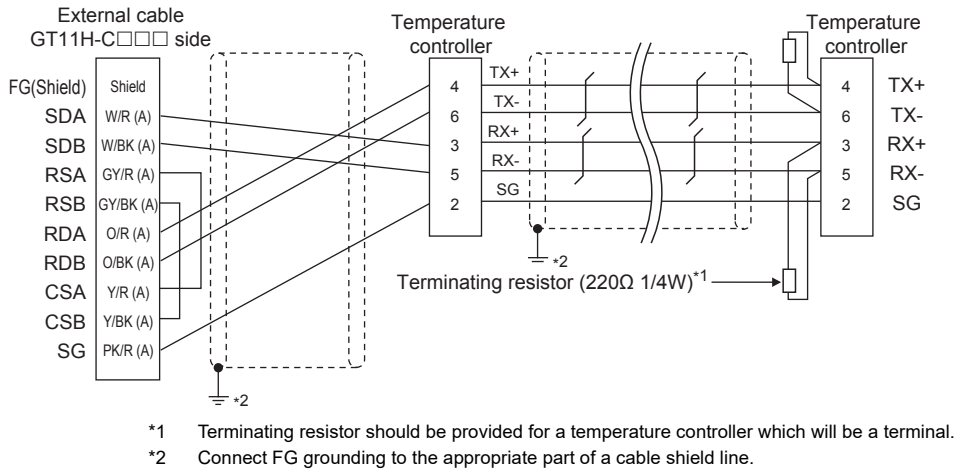 External cable
GT11H-C□□□ side
Temperature
controller
Temperature
controller
FG(Shield) Shield
SDA W/R (A)
SDB W/BK (A)
RSA GY/R (A)
RSB GY/BK (A)
RDA O/R (A)
RDB O/BK (A)
CSA Y/R (A)
CSB Y/BK (A)
SG PK/R (A)
4 TX+
6 TX-
3 RX+
5 RX-
2 SG
4 TX+
6 TX-
3 RX+
5 RX-
2 SG
*2
Terminating resistor (220Ω 1/4W)*1
*2
*1 Terminating resistor should be provided for a temperature controller which will be a terminal.
*2 Connect FG grounding to the appropriate part of a cable shield line.